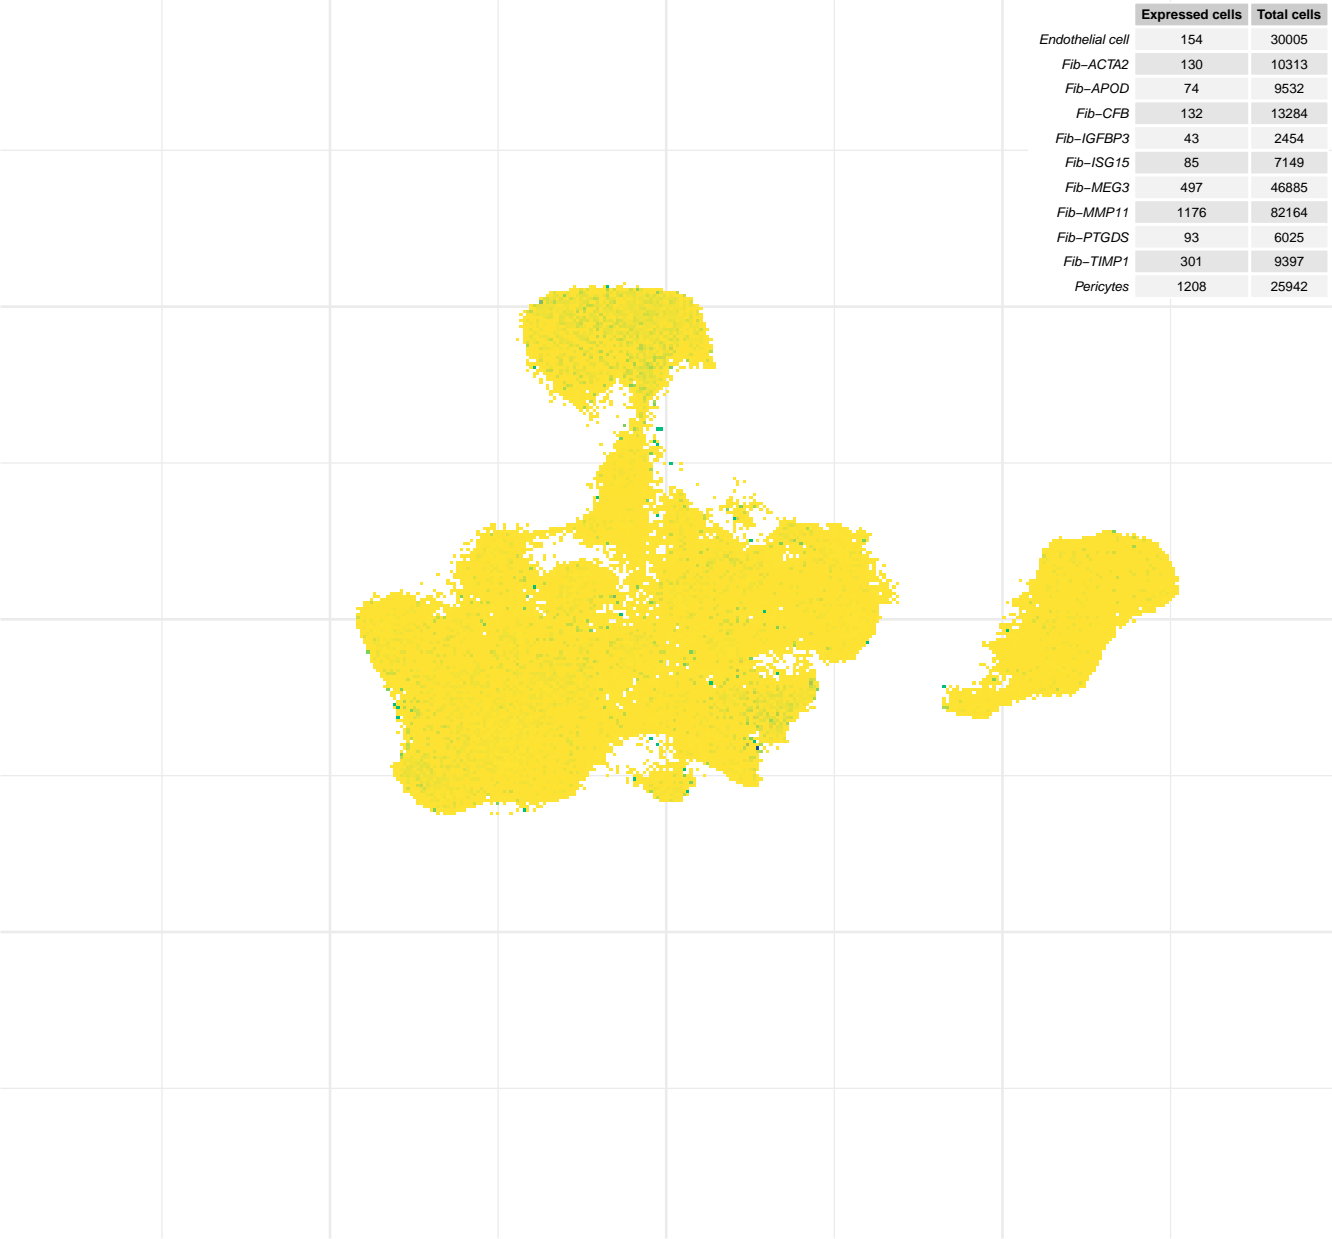 Expressed cells Total cells
Endothelial cell 154 30005
Fib−ACTA2 130 10313
Fib−APOD 74 9532
Fib−CFB 132 13284
Fib−IGFBP3 43 2454
Fib−ISG15 85 7149
Fib−MEG3 497 46885
Fib−MMP11 1176 82164
Fib−PTGDS 93 6025
Fib−TIMP1 301 9397
Pericytes 1208 25942